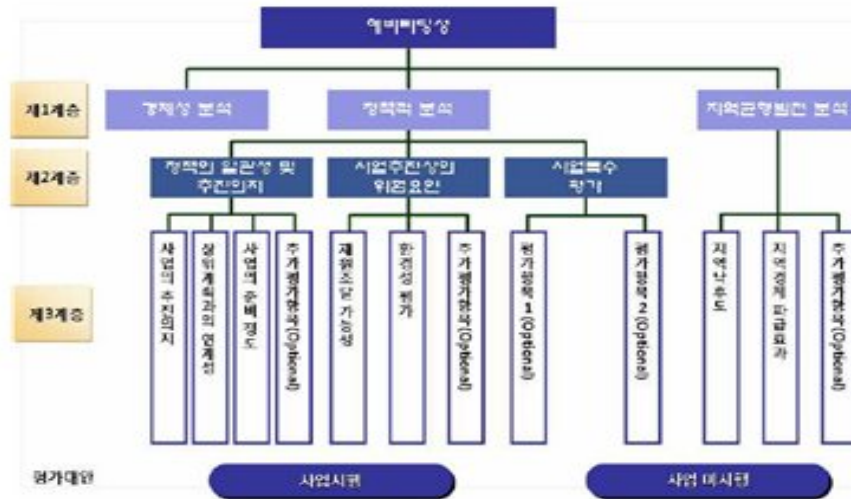 예비타당성
제1계층
경제성 분석
정책적 분석
지역균형발전 분석
제2계층
정책의 일관성 및
추진의지
사업추진상의
위험요인
사업특수
평가
제3계층
사업의 추진의지
상위계획과의 연계성
사업의 준비 정도
추가평가항목(Optional)
재원조달 가능성
환경성 평가
추가평가항목(Optional)
평가항목 1 (Optional)
평가항목 2 (Optional)
지역낙후도
지역경제 파급효과
추가평가항목(Optional)
평가대안
사업시행
사업 미시행